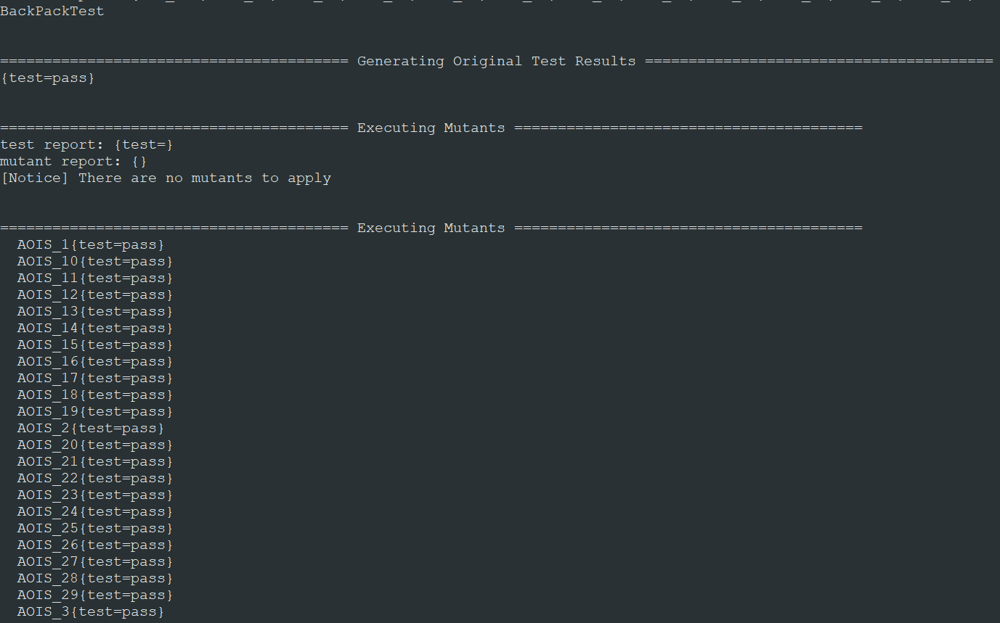 BackPackTest
======================================== Generating Original Test Results ========================================
{test=pass}
======================================== Executing Mutants ========================================
test report: {test=}
mutant report: {}
[Notice] There are no mutants to apply
======================================== Executing Mutants ========================================
AOIS_1{test=pass}
AOIS_10{test=pass}
AOIS_11{test=pass}
AOIS_12{test=pass}
AOIS_13{test=pass}
AOIS_14{test=pass}
AOIS_15{test=pass}
AOIS_16{test=pass}
AOIS_17{test=pass}
AOIS_18{test=pass}
AOIS_19{test=pass}
AOIS_2{test=pass}
AOIS_20{test=pass}
AOIS_21{test=pass}
AOIS_22{test=pass}
AOIS_23{test=pass}
AOIS_24{test=pass}
AOIS_25{test=pass}
AOIS_26{test=pass}
AOIS_27{test=pass}
AOIS_28{test=pass}
AOIS_29{test=pass}
AOIS_3{test=pass}